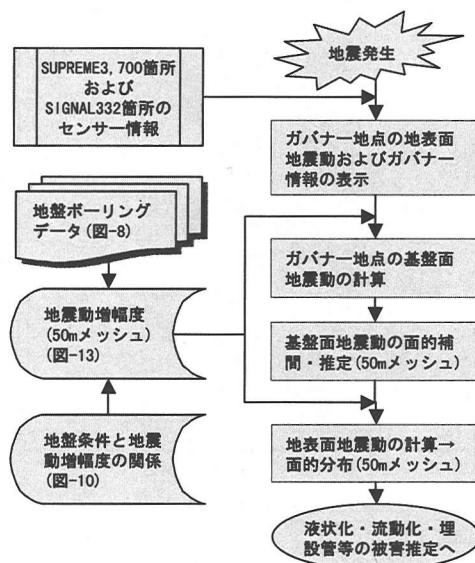 SUPREME3,700箇所
および
SIGNAL332箇所の
センサー情報
地震発生
ガバナー地点の地表面
地震動およびガバナー
情報の表示
地盤ボーリング
データ(図-8)
ガバナー地点の基盤面
地震動の計算
地震動増幅度
(50mメッシュ)
(図-13)
基盤面地震動の面的補
間・推定(50mメッシュ)
地盤条件と地震
動増幅度の関係
(図-10)
地表面地震動の計算→
面的分布(50mメッシュ)
液状化・流動化・埋
設管等の被害推定へ